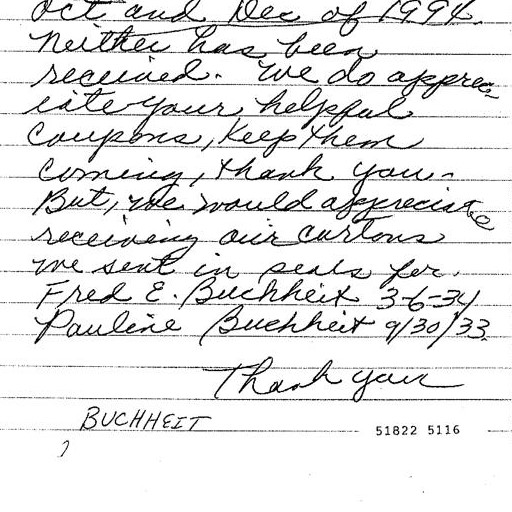 Oct and Dec of 1994.
Neither has been
received. We do apprec-
iate your helpful
coupons, keep them
coming, thank you.
But, we would appreciate
receiving our cartons
we sent in seals for.
Fred E. Buchheit 3-6-34
Pauline Buchheit 9/30/33.
Thank you
BUCHHEIT
51822 5116